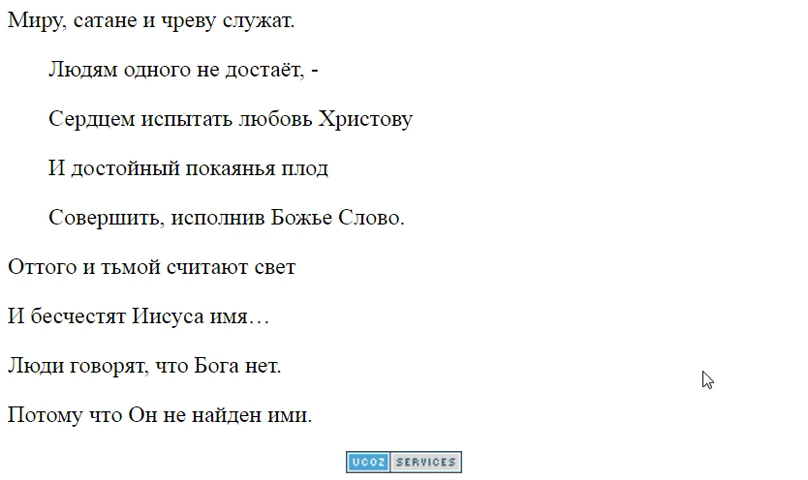 Миру, сатане и чреву служат.
Людям одного не достаёт, -
Сердцем испытать любовь Христову
И достойный покаянья плод
Совершить, исполнив Божье Слово.
Оттого и тьмой считают свет
И бесчестят Иисуса имя…
Люди говорят, что Бога нет.
Потому что Он не найден ими.
UCOZ SERVICES